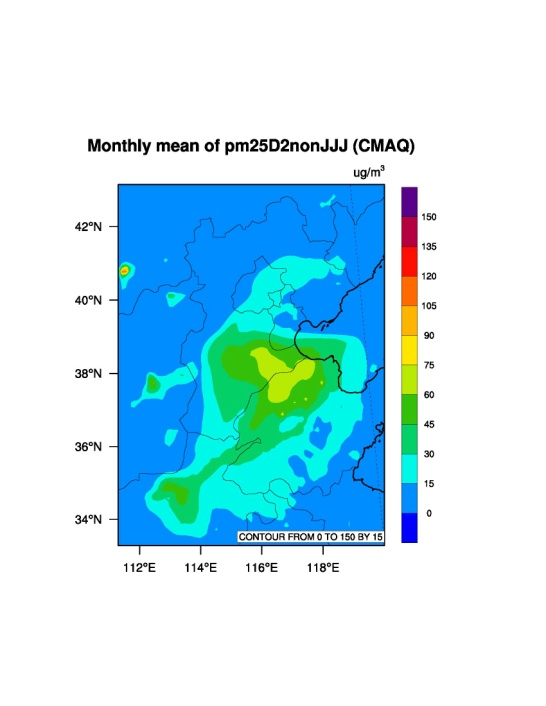 Monthly mean of pm25D2nonJJJ (CMAQ)
ug/m³
42°N
40°N
38°N
36°N
34°N
112°E
114°E
116°E
118°E
150
135
120
105
90
75
60
45
30
15
0
CONTOUR FROM 0 TO 150 BY 15